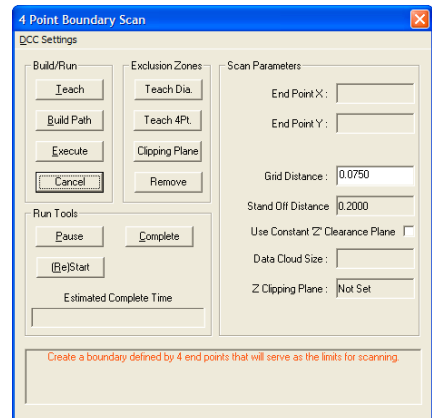 4 Point Boundary Scan
DCC Settings
Build/Run
Teach
Build Path
Execute
Cancel
Exclusion Zones
Teach Dia.
Teach 4Pt.
Clipping Plane
Remove
Scan Parameters
End Point X :
End Point Y :
Grid Distance : 0.0750
Stand Off Distance 0.2000
Use Constant 'Z' Clearance Plane
Data Cloud Size :
Z Clipping Plane : Not Set
Run Tools
Pause
Complete
(Re)Start
Estimated Complete Time
Create a boundary defined by 4 end points that will serve as the limits for scanning.